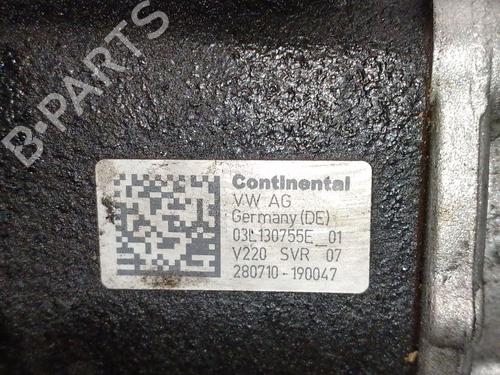 B-PARTS
Continental
VW AG
Germany (DE)
03L130755E_01
V220 SVR 07
280710-190047